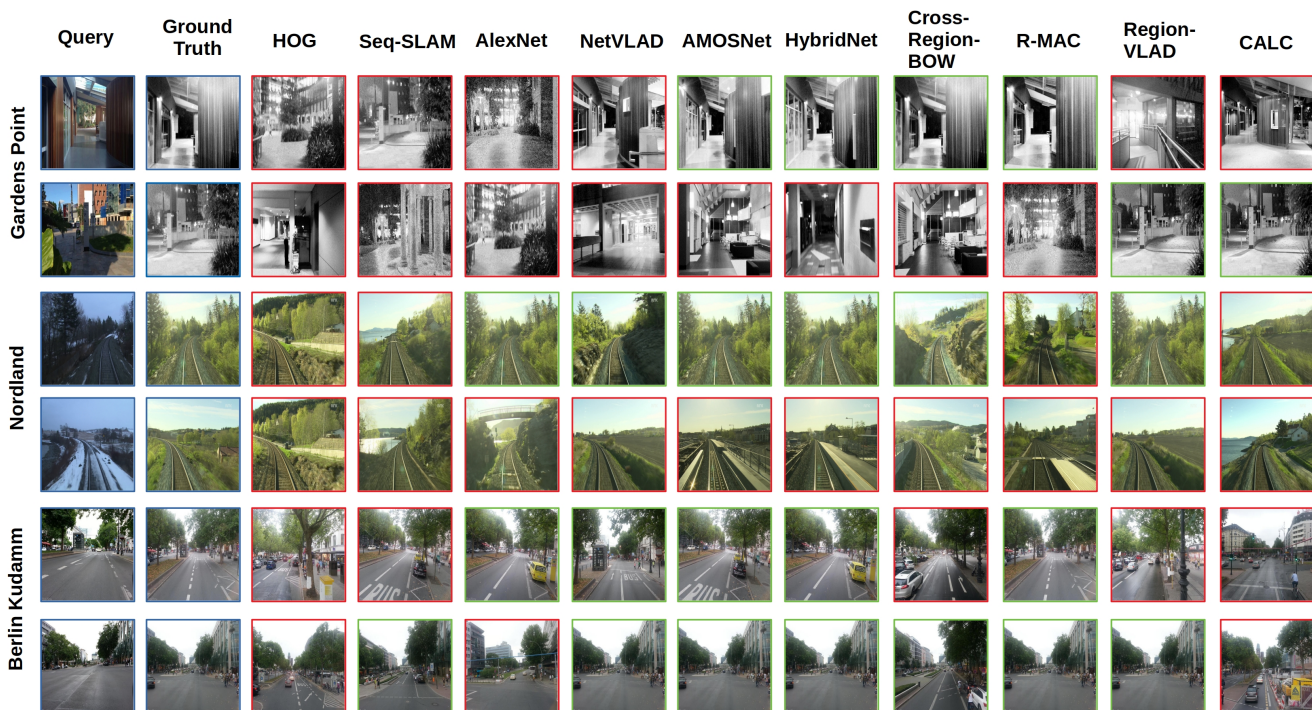 Query
Ground
Truth
HOG
Seq-SLAM
AlexNet
NetVLAD
AMOSNet
HybridNet
Cross-
Region-
BOW
R-MAC
Region-
VLAD
CALC
Gardens Point
Nordland
Berlin Kudamm